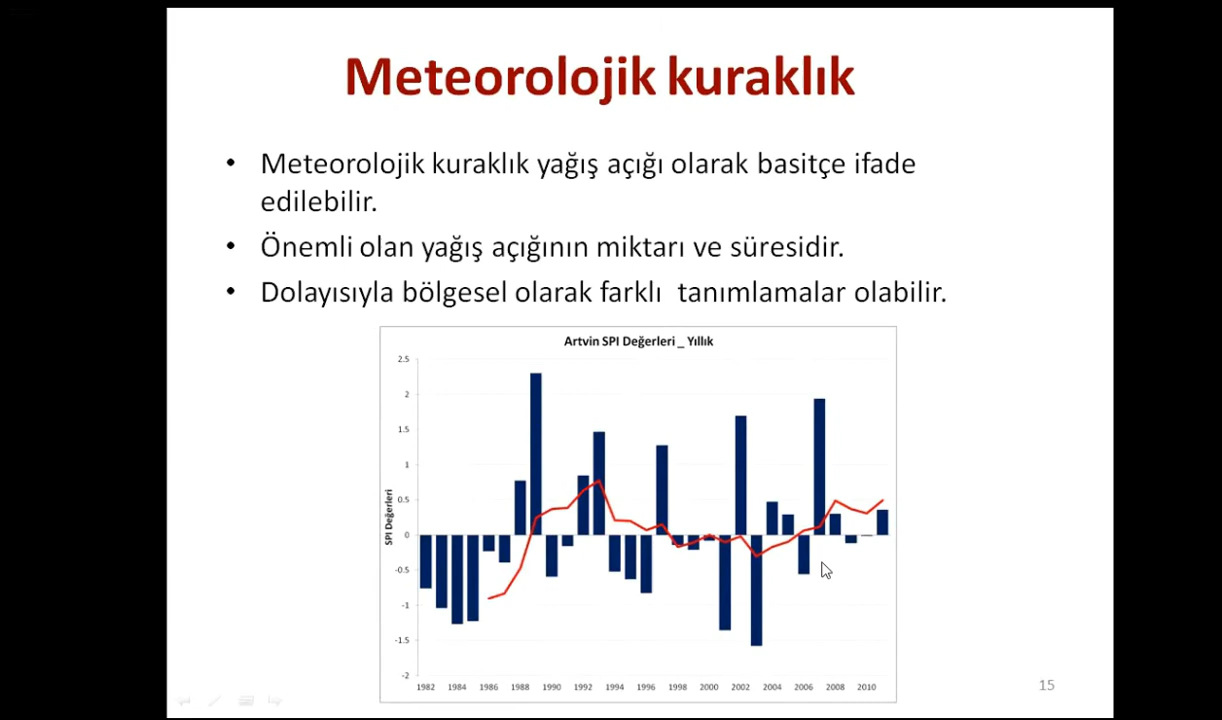 Meteorolojik kuraklık
• Meteorolojik kuraklık yağış açığı olarak basitçe ifade
edilebilir.
• Önemli olan yağış açığının miktarı ve süresidir.
• Dolayısıyla bölgesel olarak farklı  tanımlamalar olabilir.
Artvin SPI Değerleri _ Yıllık
SPI Değerleri
2.5
2
1.5
1
0.5
0
-0.5
-1
-1.5
-2
1982 1984 1986 1988 1990 1992 1994 1996 1998 2000 2002 2004 2006 2008 2010
15